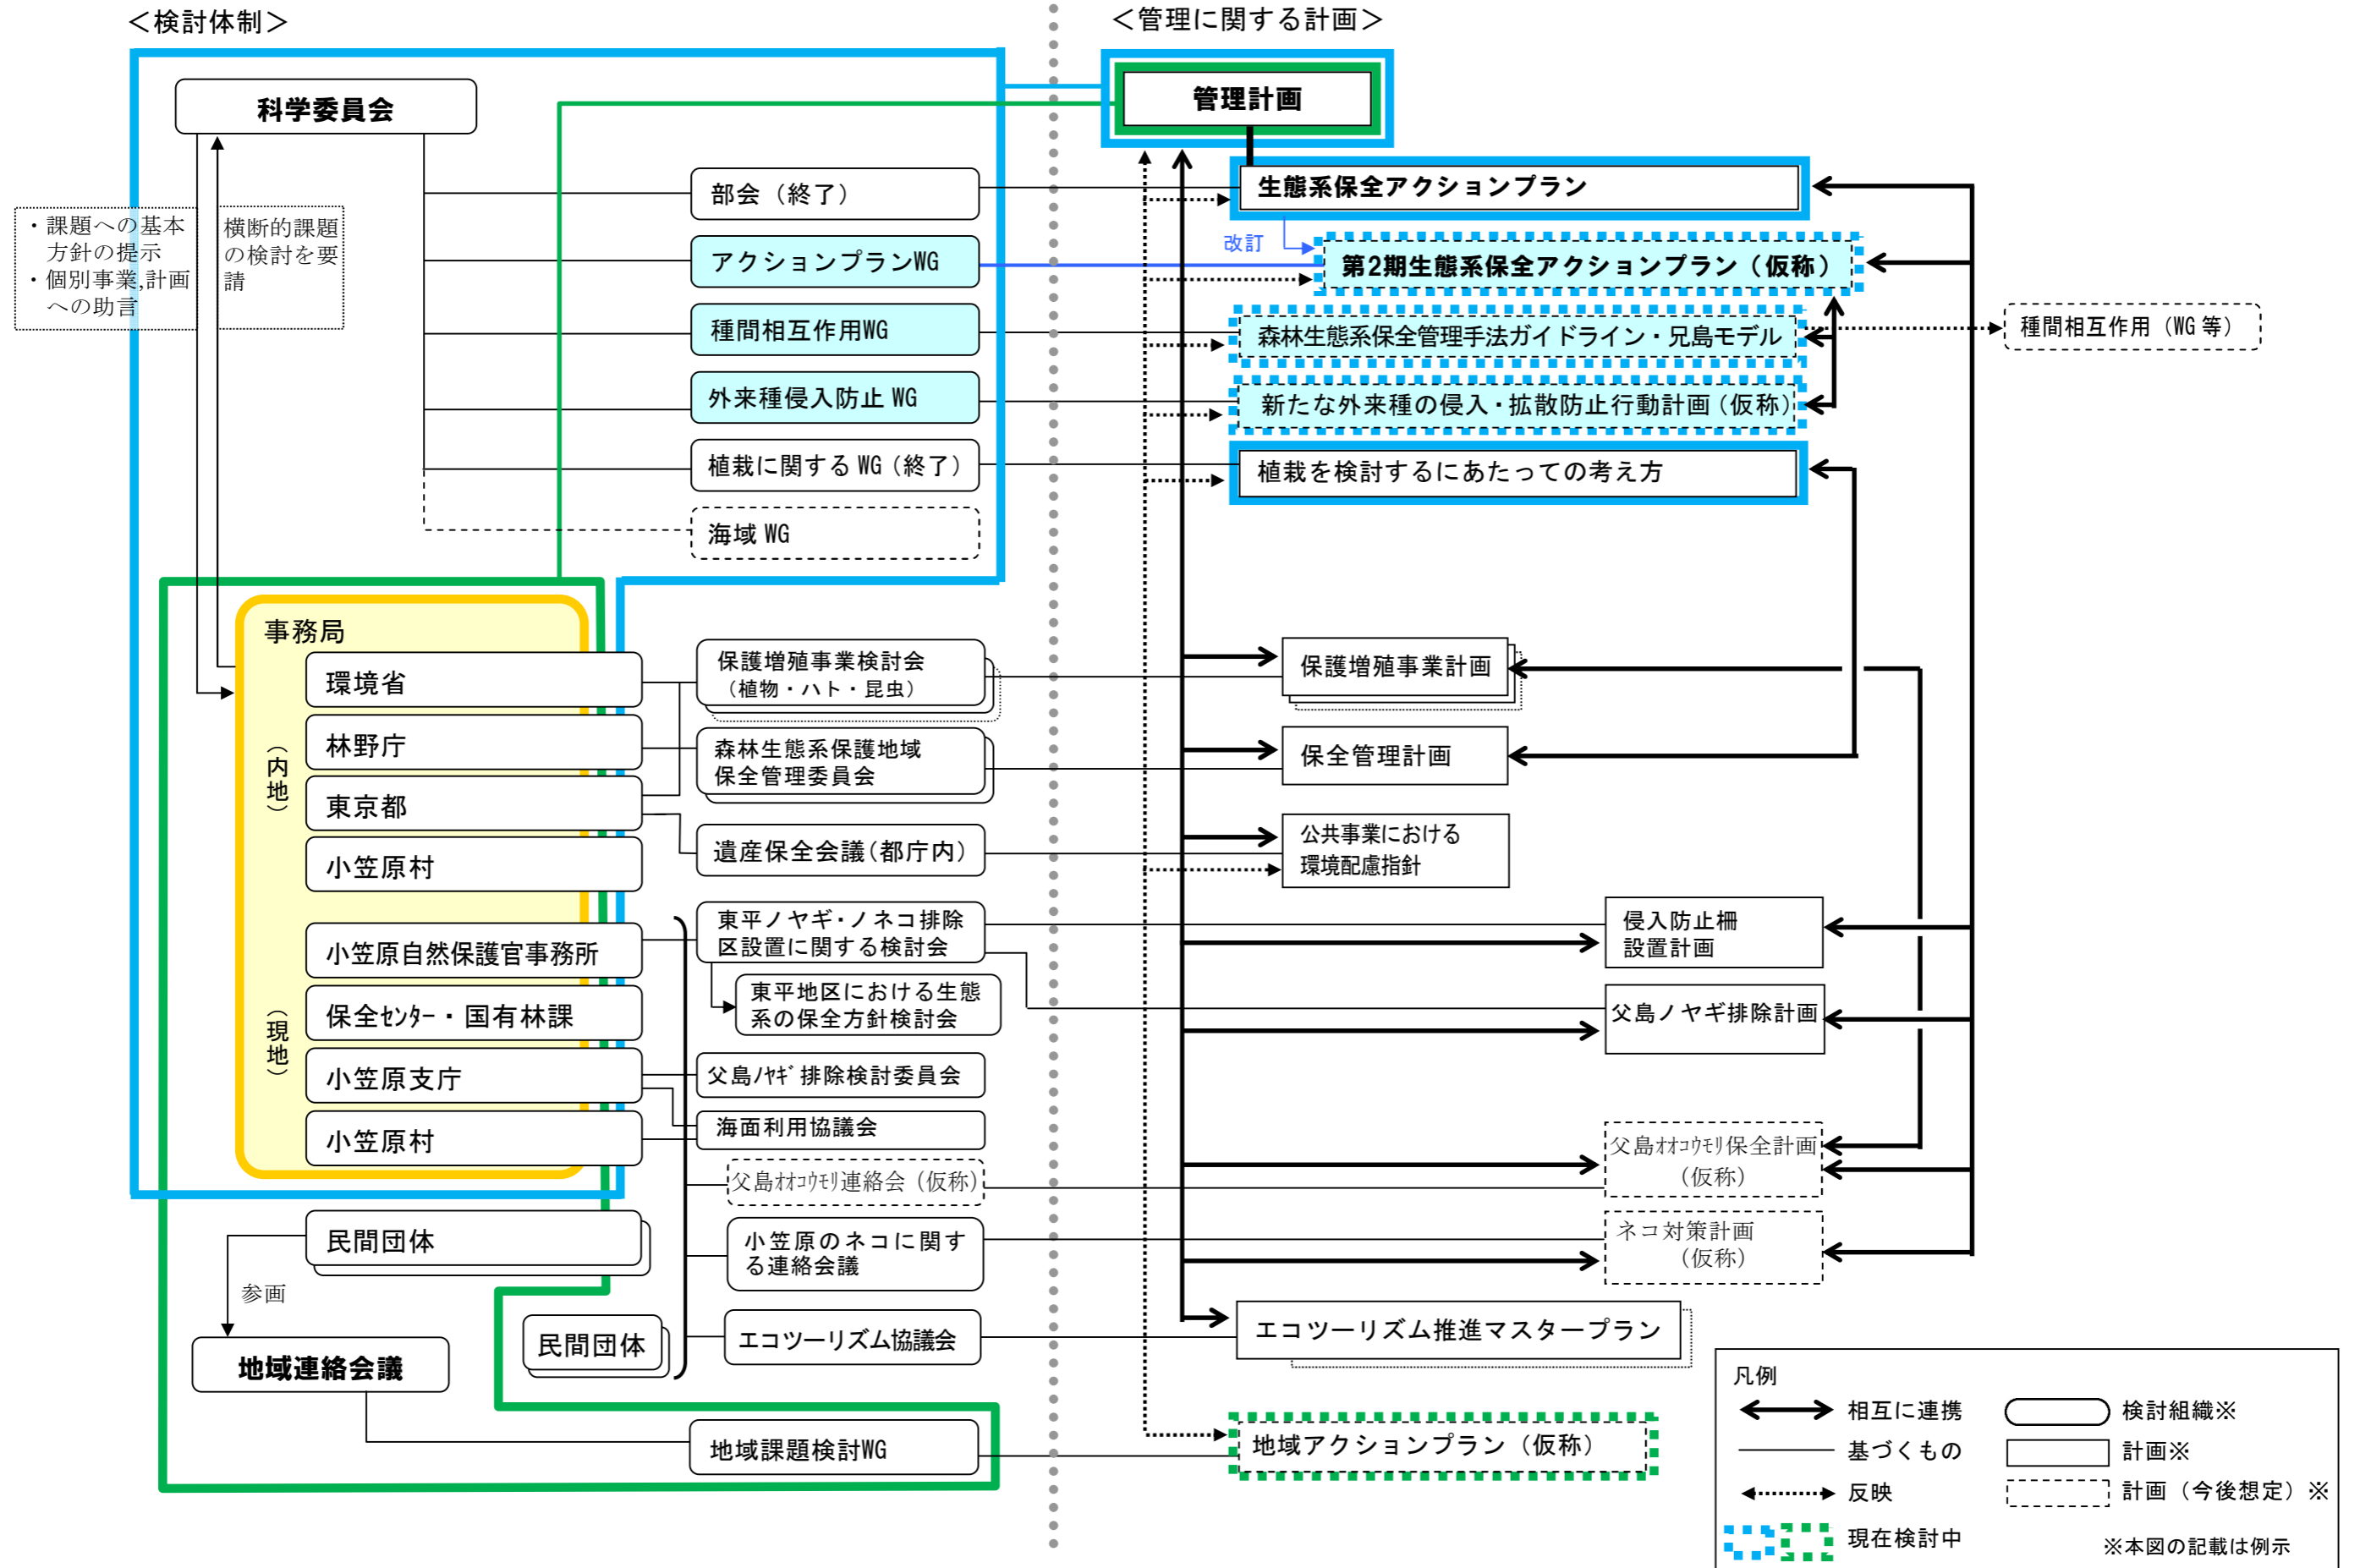 ＜検討体制＞
＜管理に関する計画＞
科学委員会
管理計画
・課題への基本
方針の提示
・個別事業,計画
への助言
横断的課題
の検討を要
請
部会（終了）
アクションプランWG
種間相互作用WG
外来種侵入防止 WG
植栽に関する WG（終了）
海域 WG
生態系保全アクションプラン
改訂
第2期生態系保全アクションプラン（仮称）
森林生態系保全管理手法ガイドライン・兄島モデル
種間相互作用（WG 等）
新たな外来種の侵入・拡散防止行動計画（仮称）
植栽を検討するにあたっての考え方
事務局
（内地）
環境省
林野庁
東京都
小笠原村
（現地）
小笠原自然保護官事務所
保全ｾﾝﾀｰ・国有林課
小笠原支庁
小笠原村
保護増殖事業検討会
（植物・ハト・昆虫）
森林生態系保護地域
保全管理委員会
遺産保全会議（都庁内）
東平ノヤギ・ノネコ排除
区設置に関する検討会
東平地区における生態
系の保全方針検討会
父島ﾉﾔｷﾞ排除検討委員会
海面利用協議会
父島ｵｵｺｳﾓﾘ連絡会（仮称）
小笠原のネコに関す
る連絡会議
エコツーリズム協議会
保護増殖事業計画
保全管理計画
公共事業における
環境配慮指針
侵入防止柵
設置計画
父島ノヤギ排除計画
父島ｵｵｺｳﾓﾘ保全計画
（仮称）
ネコ対策計画
（仮称）
エコツーリズム推進マスタープラン
民間団体
参画
民間団体
地域連絡会議
地域課題検討WG
地域アクションプラン（仮称）
凡例
相互に連携
検討組織※
基づくもの
計画※
反映
計画（今後想定）※
現在検討中
※本図の記載は例示